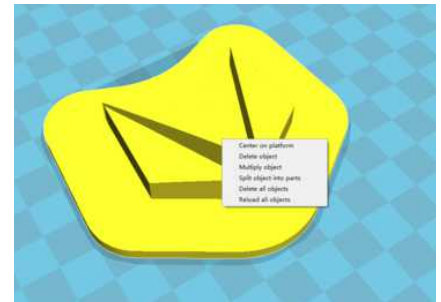 Center on platform
Delete object
Multiply object
Split object into parts
Delete all objects
Reload all objects